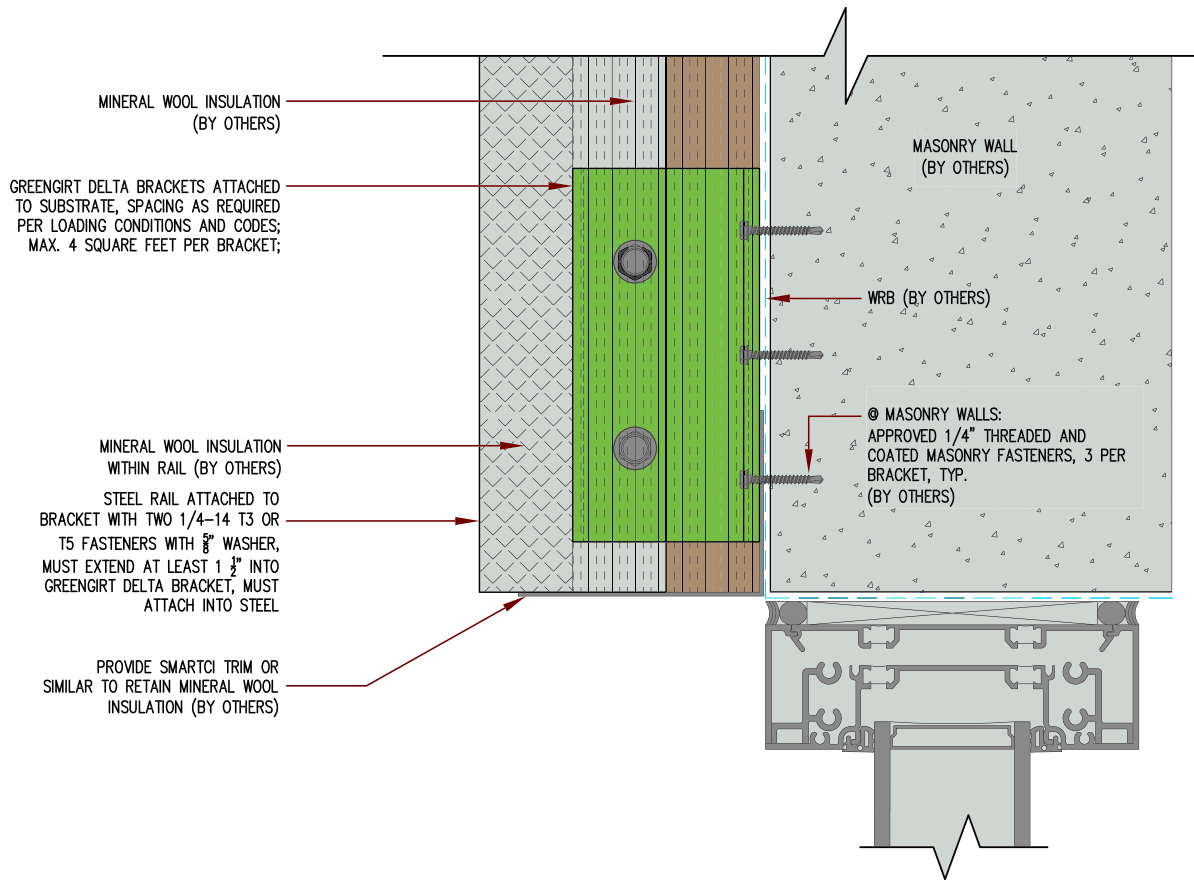 MINERAL WOOL INSULATION
(BY OTHERS)
GREENGIRT DELTA BRACKETS ATTACHED
TO SUBSTRATE, SPACING AS REQUIRED
PER LOADING CONDITIONS AND CODES;
MAX. 4 SQUARE FEET PER BRACKET;
MINERAL WOOL INSULATION
WITHIN RAIL (BY OTHERS)
STEEL RAIL ATTACHED TO
BRACKET WITH TWO 1/4-14 T3 OR
T5 FASTENERS WITH 5/8" WASHER,
MUST EXTEND AT LEAST 1 1/2" INTO
GREENGIRT DELTA BRACKET, MUST
ATTACH INTO STEEL
PROVIDE SMARTCI TRIM OR
SIMILAR TO RETAIN MINERAL WOOL
INSULATION (BY OTHERS)
MASONRY WALL
(BY OTHERS)
WRB (BY OTHERS)
@ MASONRY WALLS:
APPROVED 1/4" THREADED AND
COATED MASONRY FASTENERS, 3 PER
BRACKET, TYP.
(BY OTHERS)